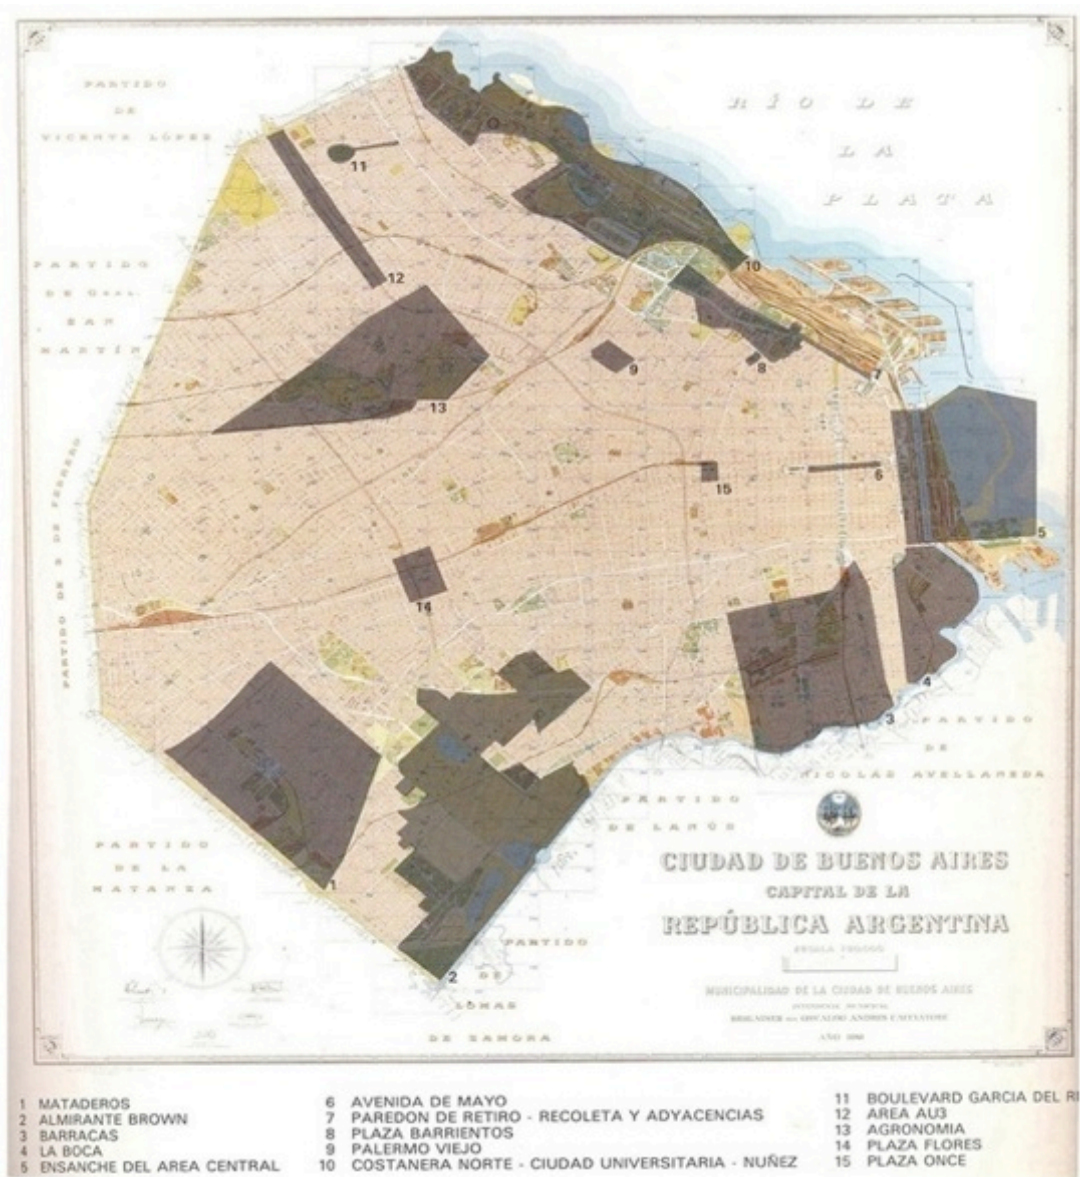 PARTIDO
DE
VICENTE LÓPEZ
RÍO DE
LA
PLATA
11
12
10
PARTIDO
DE GRAL.
SAN
MARTÍN
13
9
8
7
6
15
5
PARTIDO DE 3 DE FEBRERO
14
4
3
PARTIDO
DE
NICOLÁS AVELLANEDA
PARTIDO
DE LANÚS
PARTIDO
DE LA
MATANZA
1
2
PARTIDO
DE
LOMAS
DE ZAMORA
CIUDAD DE BUENOS AIRES
CAPITAL DE LA
REPÚBLICA ARGENTINA
MUNICIPALIDAD DE LA CIUDAD DE BUENOS AIRES
1 MATADEROS
2 ALMIRANTE BROWN
3 BARRACAS
4 LA BOCA
5 ENSANCHE DEL AREA CENTRAL
6 AVENIDA DE MAYO
7 PAREDON DE RETIRO - RECOLETA Y ADYACENCIAS
8 PLAZA BARRIENTOS
9 PALERMO VIEJO
10 COSTANERA NORTE - CIUDAD UNIVERSITARIA - NUÑEZ
11 BOULEVARD GARCIA DEL RI
12 AREA AU3
13 AGRONOMIA
14 PLAZA FLORES
15 PLAZA ONCE